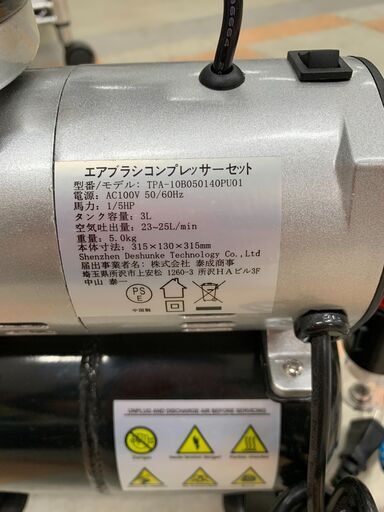 エアブラシコンプレッサーセット
型番/モデル: TPA-10B050140PU01
電源: AC100V 50/60Hz
馬力: 1/5HP
タンク容量: 3L
空気吐出量: 23~25L/min
重量: 5.0kg
本体寸法: 315×130×315mm
Shenzhen Deshunke Technology Co.,Ltd
届出事業者名: 株式会社 泰成商事
埼玉県所沢市上安松 1260-3 所沢HAビル3F
中山 泰一
PS
E
中国製
UNPLUG AND DISCHARGE AIR BEFORE SERVICING